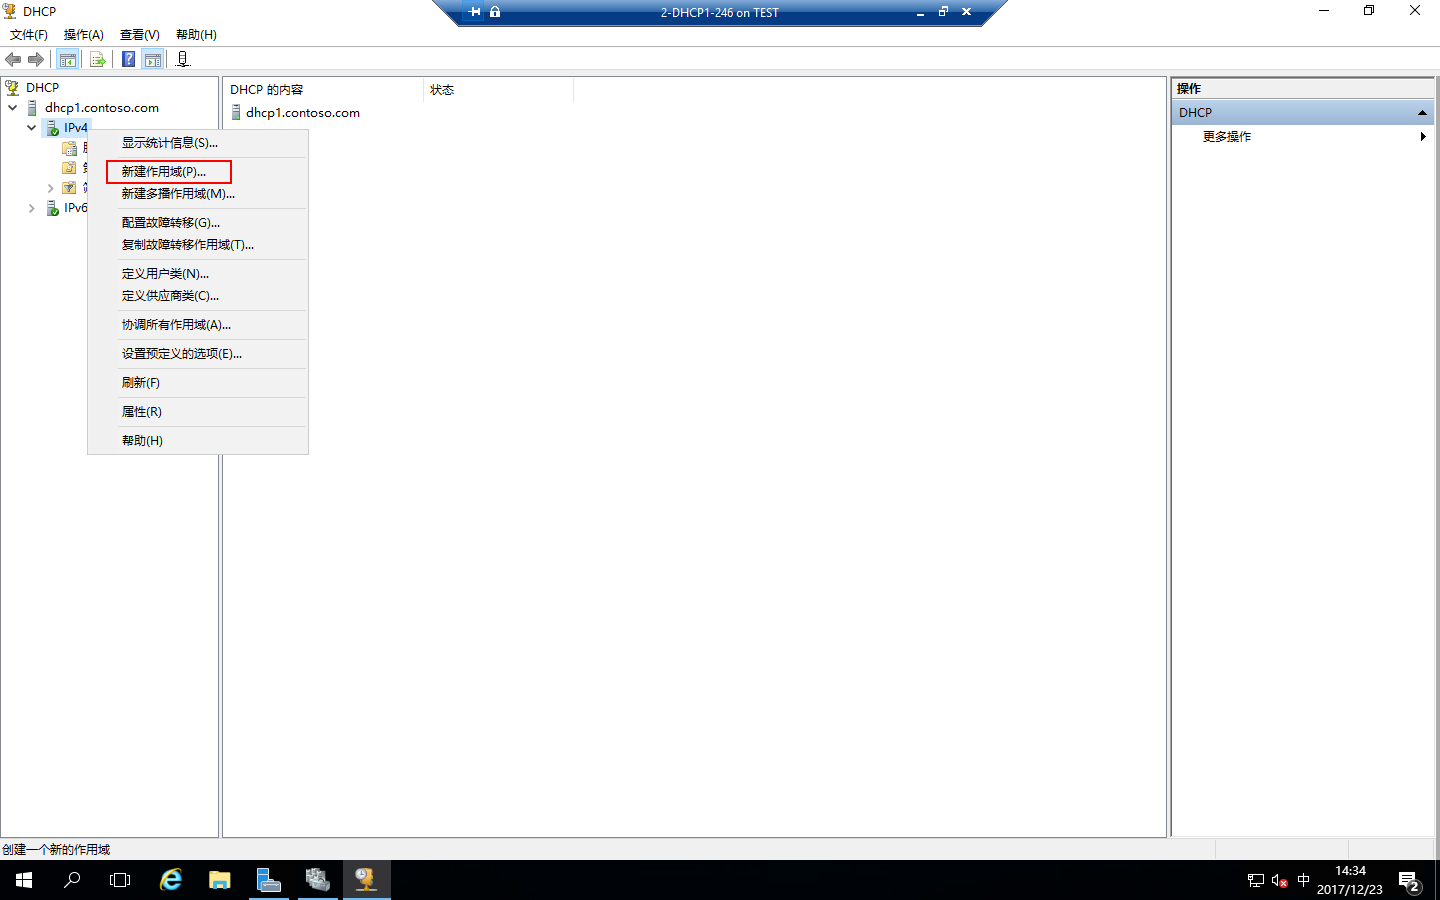 DHCP
2-DHCP1-246 on TEST
文件(F) 操作(A) 查看(V) 帮助(H)
DHCP
dhcp1.contoso.com
IPv4
IPv6
显示统计信息(S)...
新建作用域(P)...
新建多播作用域(M)...
配置故障转移(G)...
复制故障转移作用域(T)...
定义用户类(N)...
定义供应商类(C)...
协调所有作用域(A)...
设置预定义的选项(E)...
刷新(F)
属性(R)
帮助(H)
DHCP 的内容 状态
dhcp1.contoso.com
操作
DHCP
更多操作
创建一个新的作用域
中
14:34
2017/12/23
2